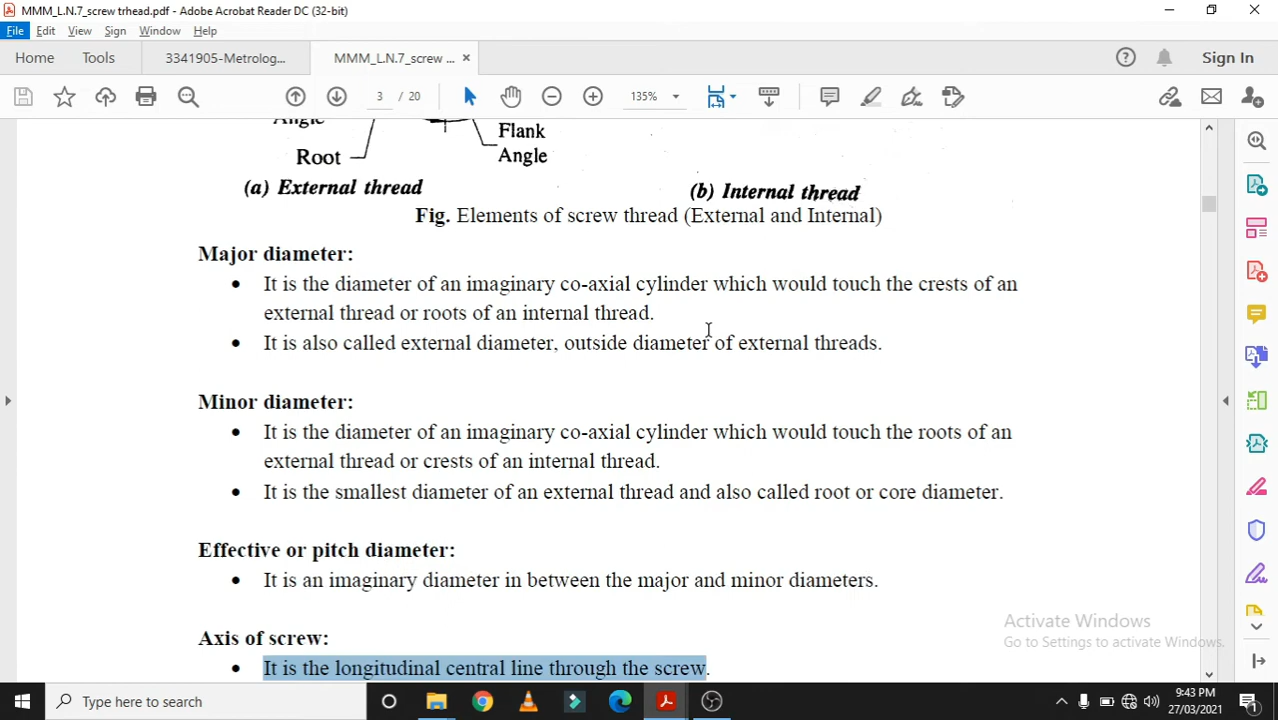 MMM_L.N.7_screw trhead.pdf - Adobe Acrobat Reader DC (32-bit)
File Edit View Sign Window Help
Home Tools 3341905-Metrolog... MMM_L.N.7_screw ... × Sign In
3 / 20 135%
Angle
Root
Flank
Angle
(a) External thread
(b) Internal thread
Fig. Elements of screw thread (External and Internal)
Major diameter:
• It is the diameter of an imaginary co-axial cylinder which would touch the crests of an
external thread or roots of an internal thread.
• It is also called external diameter, outside diameter of external threads.
Minor diameter:
• It is the diameter of an imaginary co-axial cylinder which would touch the roots of an
external thread or crests of an internal thread.
• It is the smallest diameter of an external thread and also called root or core diameter.
Effective or pitch diameter:
• It is an imaginary diameter in between the major and minor diameters.
Axis of screw:
• It is the longitudinal central line through the screw.
Activate Windows
Go to Settings to activate Windows.
Type here to search
9:43 PM
27/03/2021
1